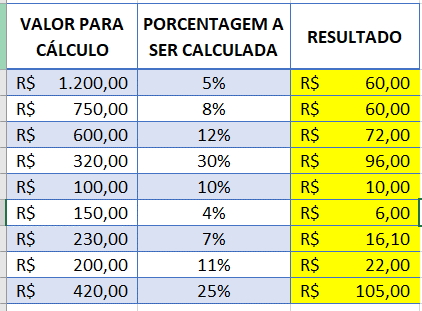 VALOR PARA CÁLCULO PORCENTAGEM A SER CALCULADA RESULTADO
R$ 1.200,00 5% R$ 60,00
R$ 750,00 8% R$ 60,00
R$ 600,00 12% R$ 72,00
R$ 320,00 30% R$ 96,00
R$ 100,00 10% R$ 10,00
R$ 150,00 4% R$ 6,00
R$ 230,00 7% R$ 16,10
R$ 200,00 11% R$ 22,00
R$ 420,00 25% R$ 105,00